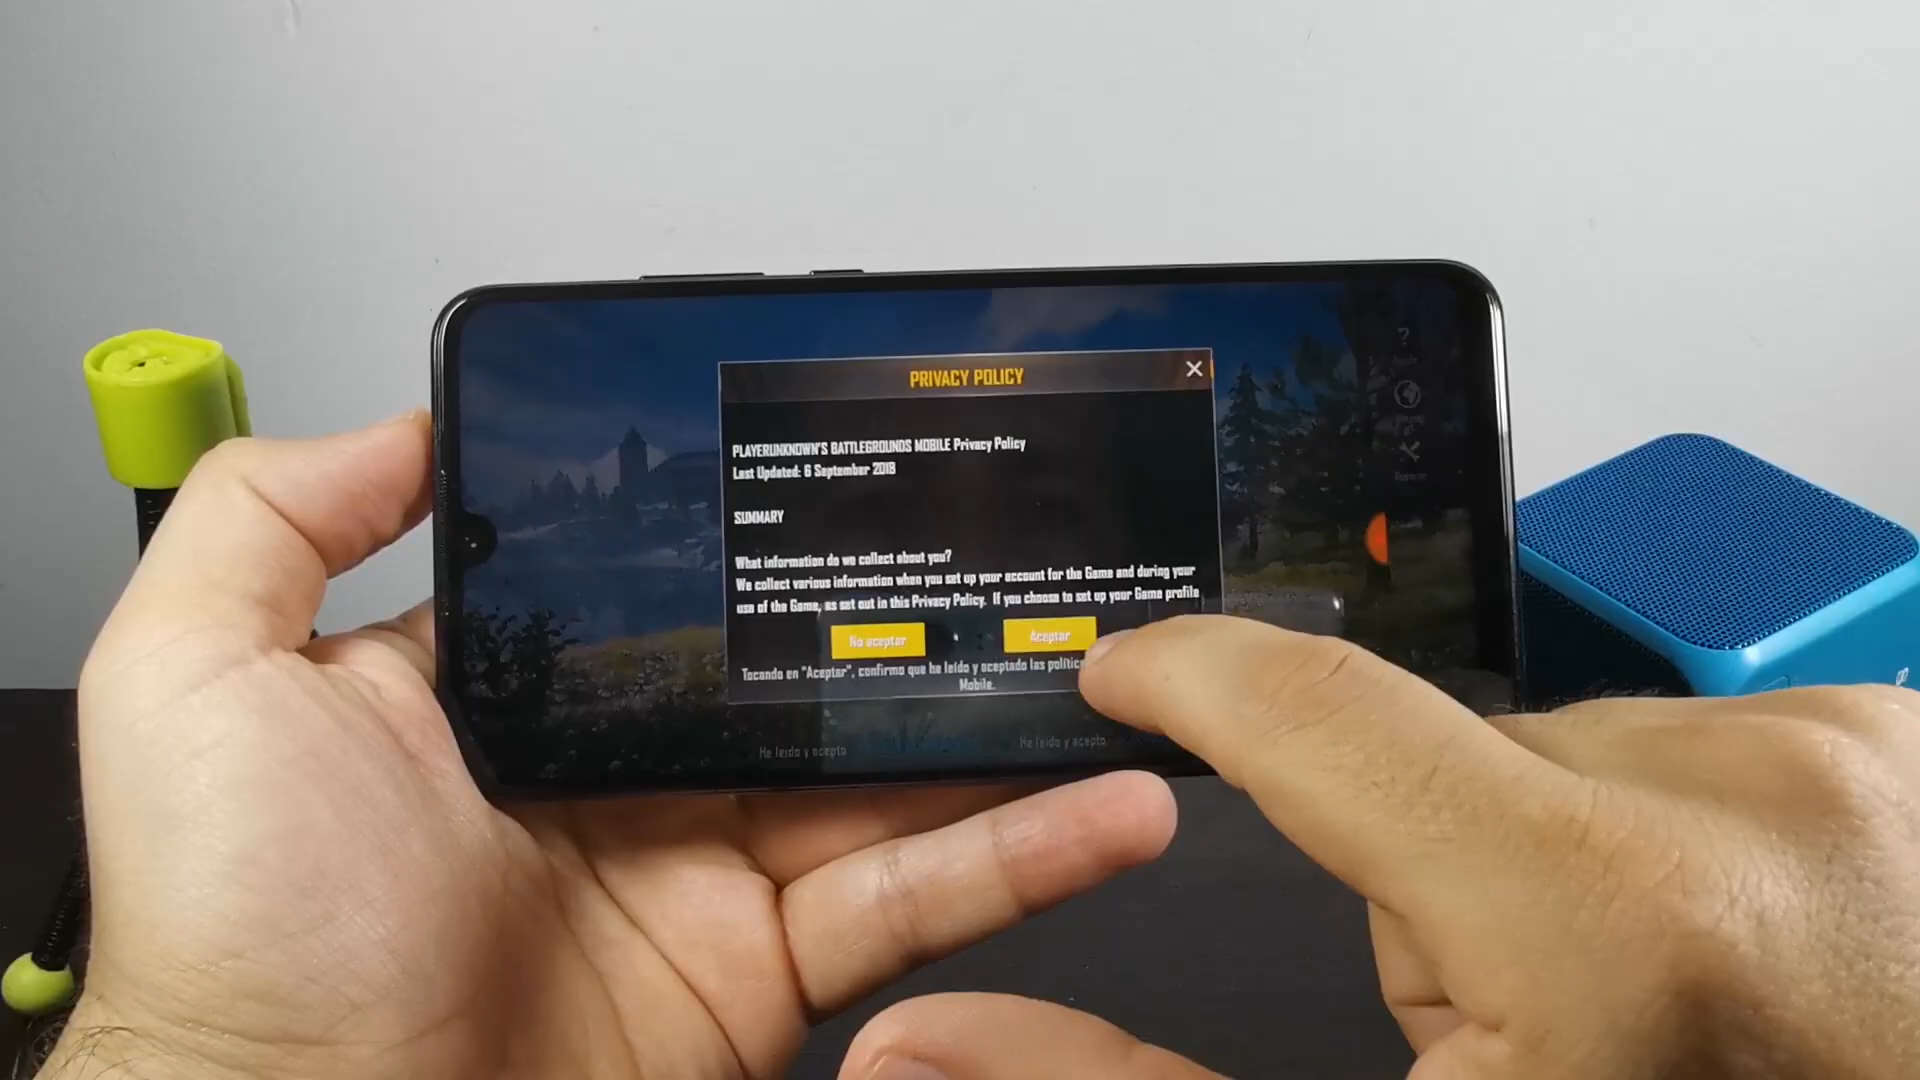 PRIVACY POLICY
PLAYERUNKNOWN'S BATTLEGROUNDS MOBILE Privacy Policy
Last Updated: 6 September 2018
SUMMARY
What information do we collect about you?
We collect various information when you set up your account for the Game and during your
use of the Game, as set out in this Privacy Policy. If you choose to set up your Game profile
No aceptar
Aceptar
Tocando en "Aceptar", confirmo que he leído y aceptado las
Mobile.
He leído y acepto
He leído y acepto